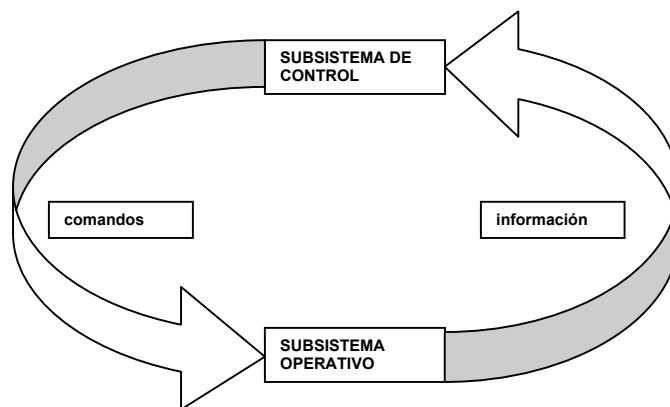 SUBSISTEMA DE
CONTROL
comandos
información
SUBSISTEMA
OPERATIVO